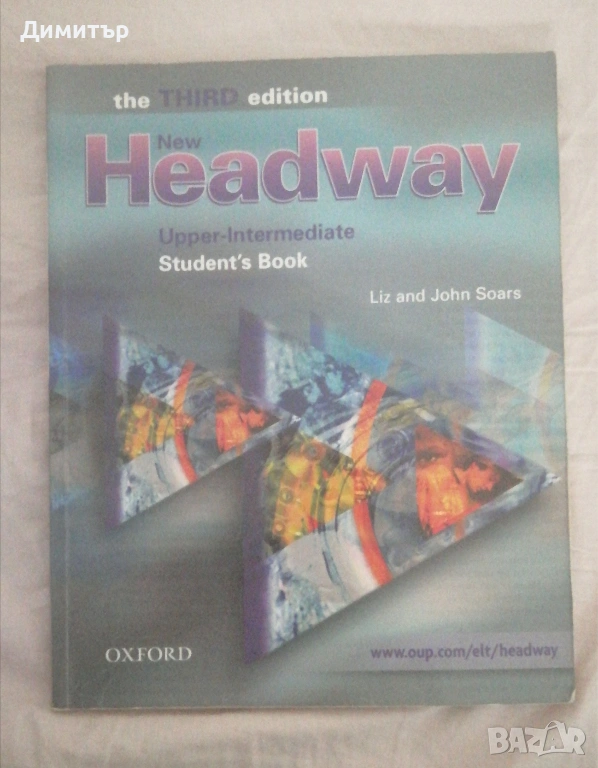 Димитър
the THIRD edition
New
Headway
Upper-Intermediate
Student's Book
Liz and John Soars
OXFORD
www.oup.com/elt/headway
BAZAR